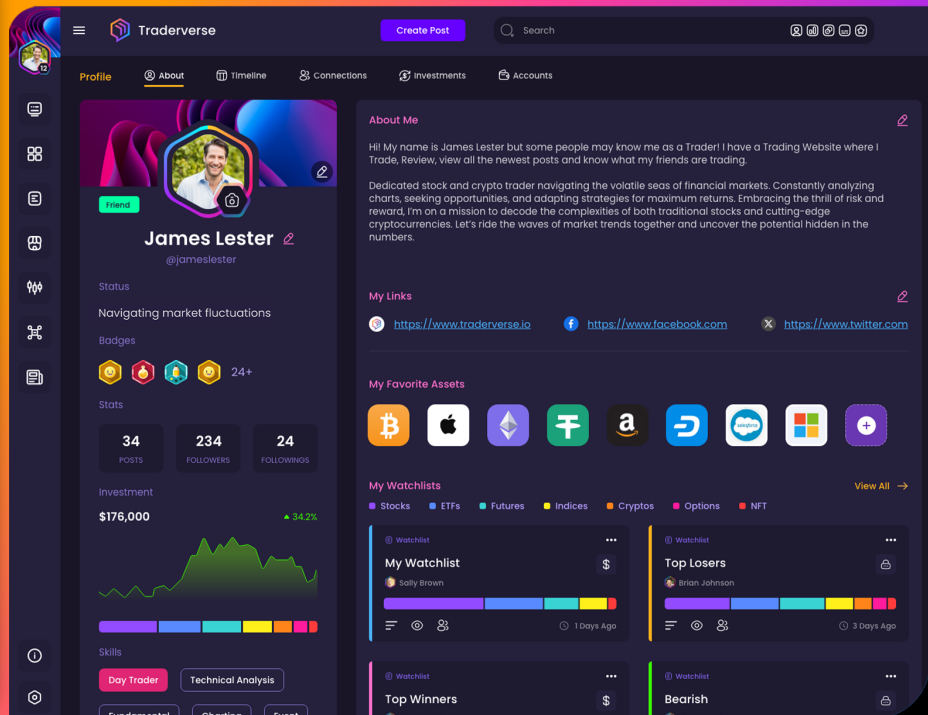 Traderverse
Create Post
Search
12
Profile
About
Timeline
Connections
Investments
Accounts
Friend
James Lester
@jameslester
Status
Navigating market fluctuations
Badges
24+
Stats
34
POSTS
234
FOLLOWERS
24
FOLLOWINGS
Investment
$176,000
34.2%
Skills
Day Trader
Technical Analysis
Fundamental
Charting
Event
About Me
Hi! My name is James Lester but some people may know me as a Trader! I have a Trading Website where I
Trade, Review, view all the newest posts and know what my friends are trading.
Dedicated stock and crypto trader navigating the volatile seas of financial markets. Constantly analyzing
charts, seeking opportunities, and adapting strategies for maximum returns. Embracing the thrill of risk and
reward, I'm on a mission to decode the complexities of both traditional stocks and cutting-edge
cryptocurrencies. Let's ride the waves of market trends together and uncover the potential hidden in the
numbers.
My Links
https://www.traderverse.io
https://www.facebook.com
https://www.twitter.com
My Favorite Assets
salesforce
My Watchlists
View All
Stocks
ETFs
Futures
Indices
Cryptos
Options
NFT
Watchlist
My Watchlist
$
Sally Brown
1 Days Ago
Watchlist
Top Losers
Brian Johnson
3 Days Ago
Watchlist
Top Winners
$
Watchlist
Bearish